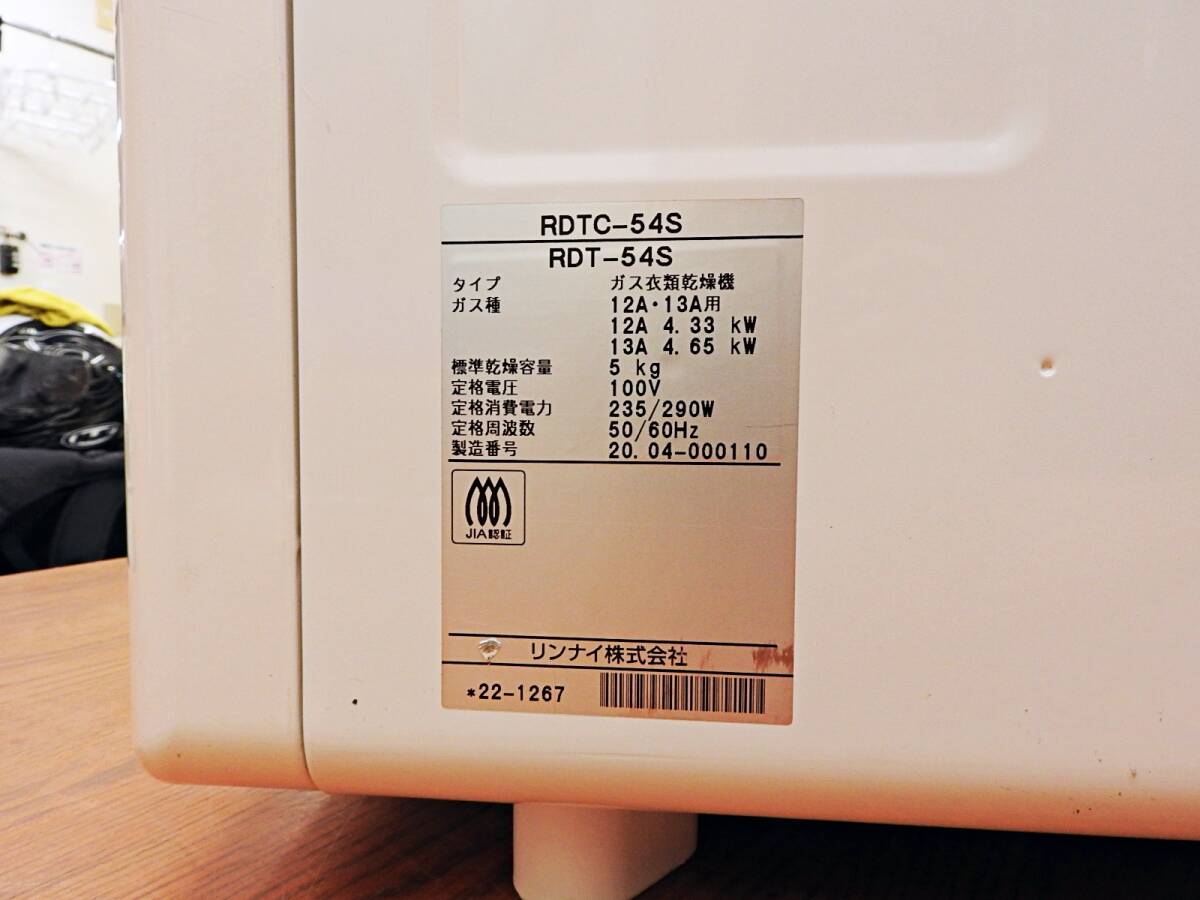 RDTC-54S
RDT-54S
タイプ ガス衣類乾燥機
ガス種 12A・13A用
12A 4.33 kW
13A 4.65 kW
標準乾燥容量 5 kg
定格電圧 100V
定格消費電力 235/290W
定格周波数 50/60Hz
製造番号 20.04-000110
JIA認証
リンナイ株式会社
*22-1267